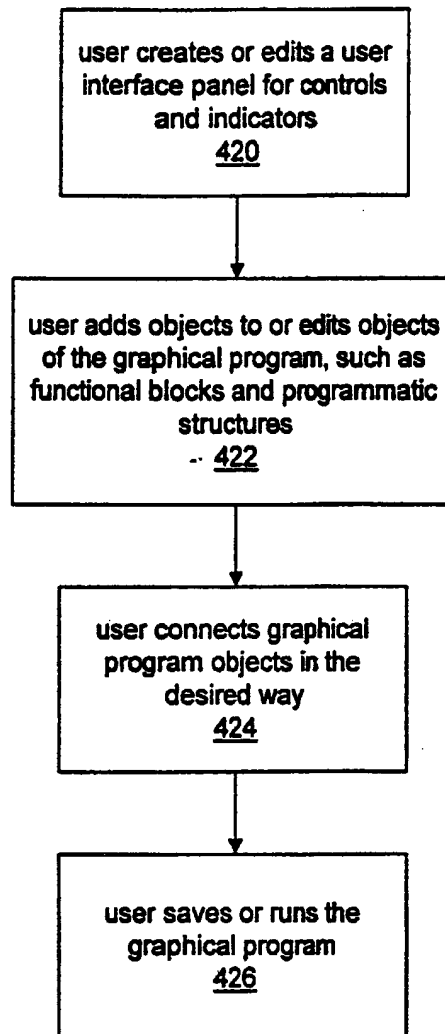 user creates or edits a user
interface panel for controls
and indicators
420
user adds objects to or edits objects
of the graphical program, such as
functional blocks and programmatic
structures
422
user connects graphical
program objects in the
desired way
424
user saves or runs the
graphical program
426